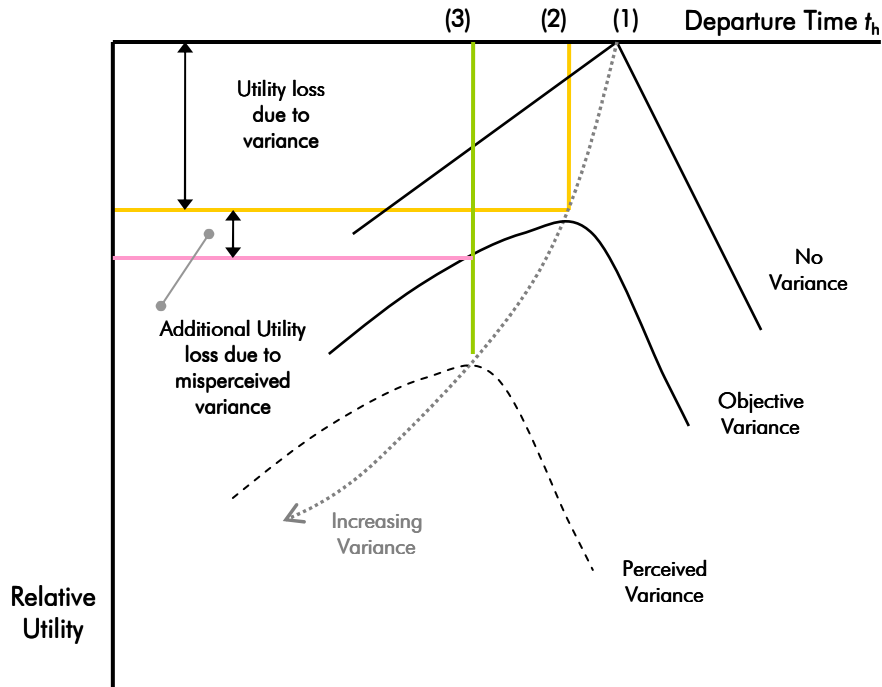 (3)
(2)
(1)
Departure Time th
Utility loss
due to
variance
No
Variance
Additional Utility
loss due to
misperceived
variance
Objective
Variance
Increasing
Variance
Perceived
Variance
Relative
Utility